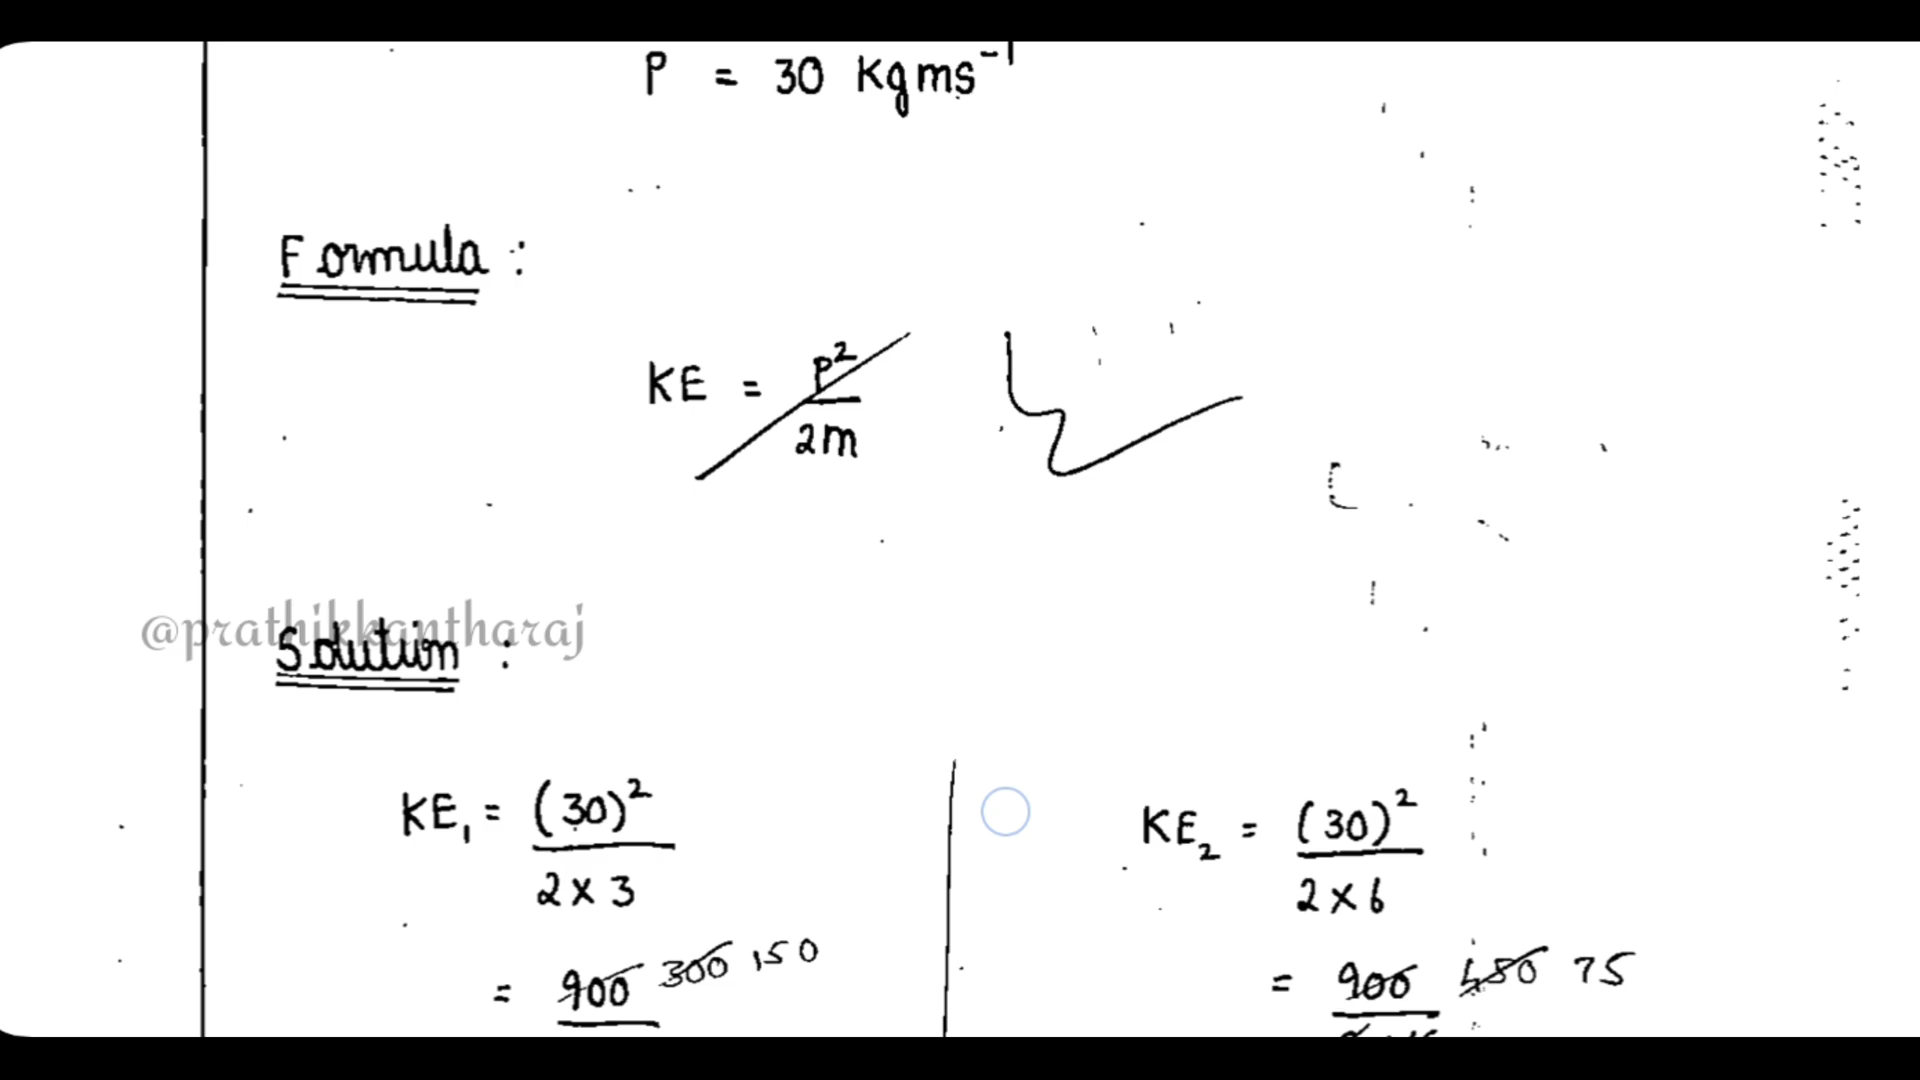 P = 30 Kgms⁻¹
Formula :
KE = P²/2m
@prathikkantharaj
Solution :
KE₁ = (30)²/2 x 3
= 900 300 150
KE₂ = (30)²/2 x 6
= 900 450 75